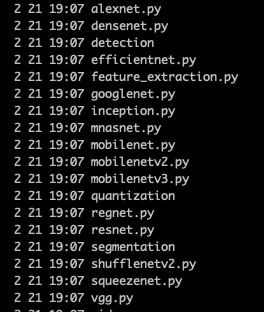 2 21 19:07 alexnet.py
2 21 19:07 densenet.py
2 21 19:07 detection
2 21 19:07 efficientnet.py
2 21 19:07 feature_extraction.py
2 21 19:07 googlenet.py
2 21 19:07 inception.py
2 21 19:07 mnasnet.py
2 21 19:07 mobilenet.py
2 21 19:07 mobilenetv2.py
2 21 19:07 mobilenetv3.py
2 21 19:07 quantization
2 21 19:07 regnet.py
2 21 19:07 resnet.py
2 21 19:07 segmentation
2 21 19:07 shufflenetv2.py
2 21 19:07 squeezenet.py
2 21 19:07 vgg.py